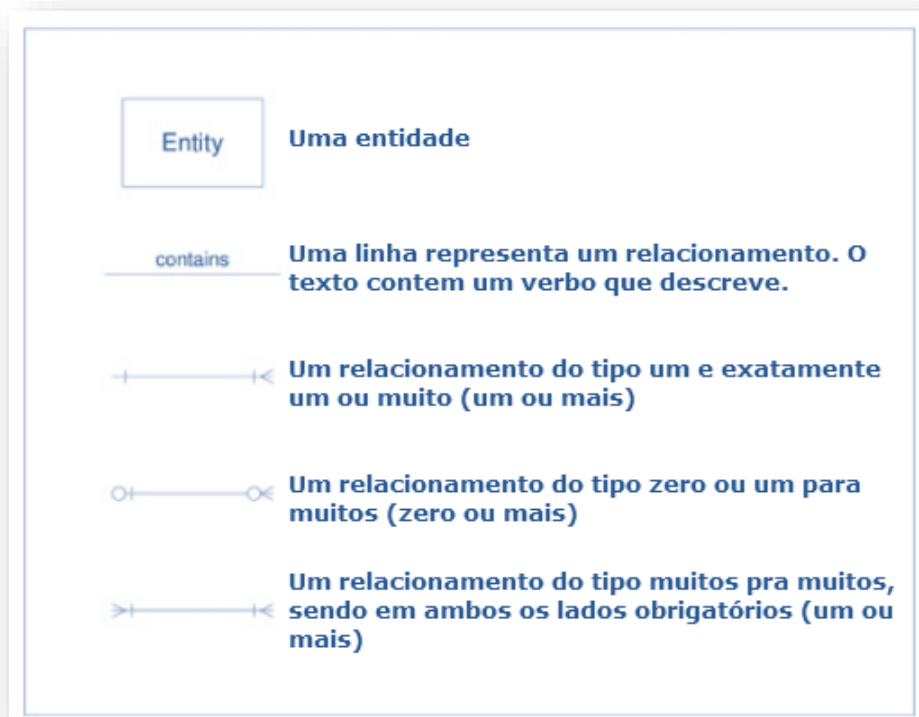 Entity
Uma entidade
contains
Uma linha representa um relacionamento. O
texto contem um verbo que descreve.
Um relacionamento do tipo um e exatamente
um ou muito (um ou mais)
Um relacionamento do tipo zero ou um para
muitos (zero ou mais)
Um relacionamento do tipo muitos pra muitos,
sendo em ambos os lados obrigatórios (um ou
mais)